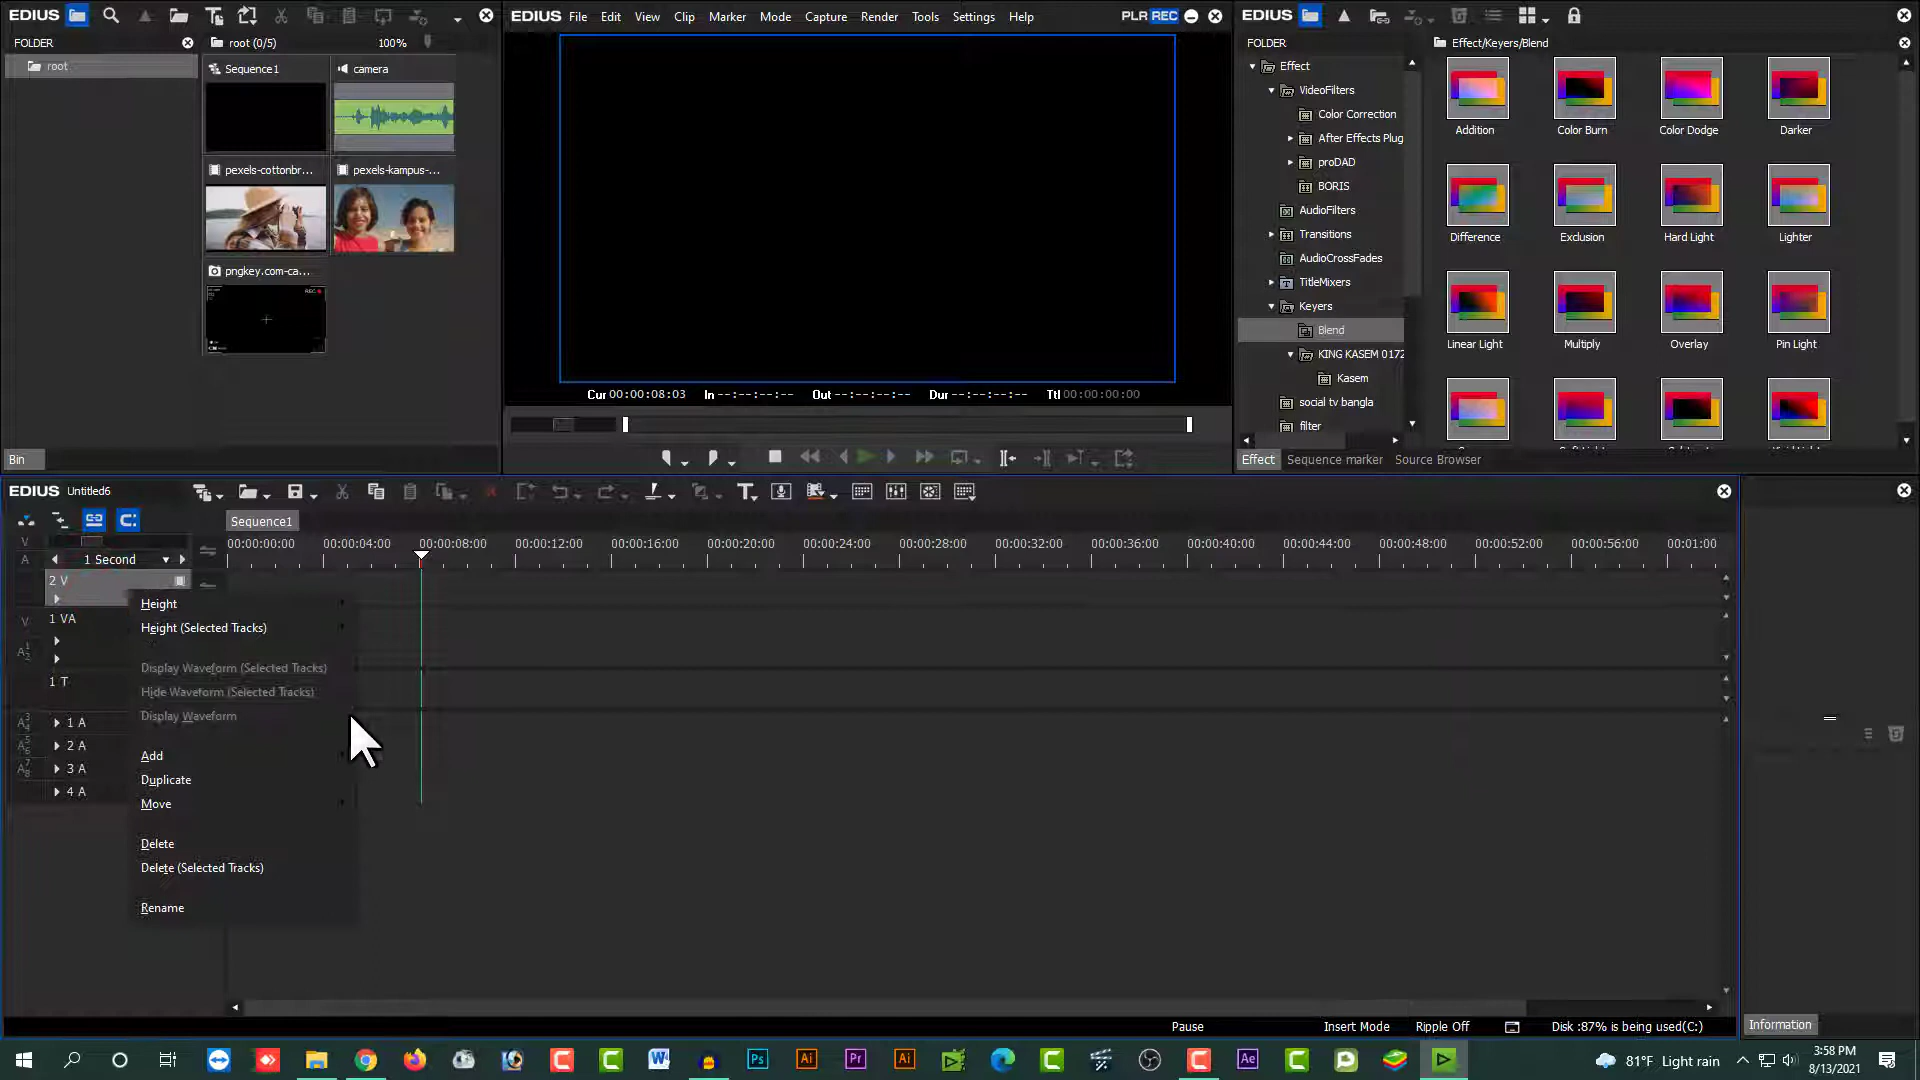 EDIUS
FOLDER
root
root (0/5)
100%
Sequence1
camera
pexels-cottonbr...
pexels-kampus-...
pngkey.com-ca...
Bin
EDIUS File Edit View Clip Marker Mode Capture Render Tools Settings Help
PLR REC
Cur 00:00:08:03 In --:--:--:-- Out --:--:--:-- Dur --:--:--:-- Ttl 00:00:00:00
EDIUS
FOLDER
Effect
VideoFilters
Color Correction
After Effects Plug
proDAD
BORIS
AudioFilters
Transitions
AudioCrossFades
TitleMixers
Keyers
Blend
KING KASEM 0172
Kasem
social tv bangla
filter
Effect/Keyers/Blend
Addition Color Burn Color Dodge Darker
Difference Exclusion Hard Light Lighter
Linear Light Multiply Overlay Pin Light
Effect Sequence marker Source Browser
EDIUS Untitled6
Sequence1
00:00:00:00 00:00:04:00 00:00:08:00 00:00:12:00 00:00:16:00 00:00:20:00 00:00:24:00 00:00:28:00 00:00:32:00 00:00:36:00 00:00:40:00 00:00:44:00 00:00:48:00 00:00:52:00 00:00:56:00 00:01:00
V
A
1 Second
2 V
V 1 VA
A 1 2
1 T
A 3 4 1 A
A 5 6 2 A
A 7 8 3 A
4 A
Height
Height (Selected Tracks)
Display Waveform (Selected Tracks)
Hide Waveform (Selected Tracks)
Display Waveform
Add
Duplicate
Move
Delete
Delete (Selected Tracks)
Rename
Pause Insert Mode Ripple Off Disk :87% is being used(C:)
Information
81°F Light rain
3:58 PM
8/13/2021